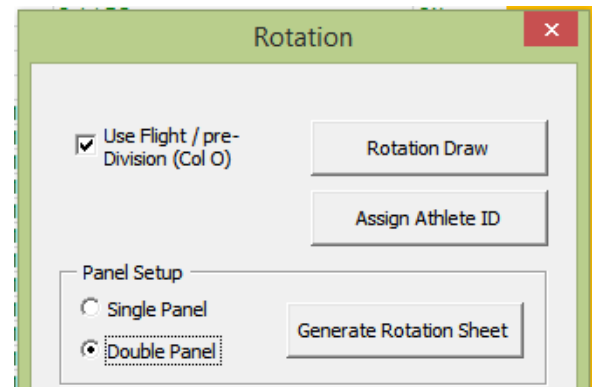 Rotation
Use Flight / pre-
Division (Col O)
Rotation Draw
Assign Athlete ID
Panel Setup
Single Panel
Double Panel
Generate Rotation Sheet